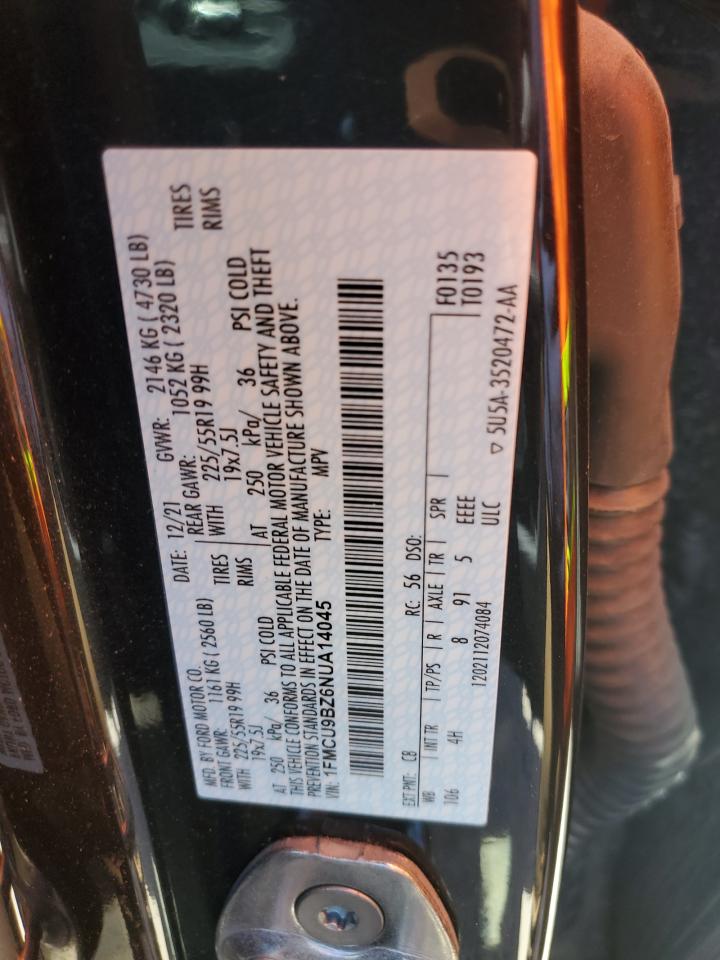 MFD. BY FORD MOTOR CO.
DATE: 12/21 GVWR: 2146 KG ( 4730 LB)
FRONT GAWR: 1161 KG ( 2560 LB) REAR GAWR: 1052 KG ( 2320 LB)
WITH 225/55R19 99H TIRES WITH 225/55R19 99H TIRES
19x7.5J RIMS 19x7.5J RIMS
AT 250 kPa/ 36 PSI COLD AT 250 kPa/ 36 PSI COLD
THIS VEHICLE CONFORMS TO ALL APPLICABLE FEDERAL MOTOR VEHICLE SAFETY AND THEFT
PREVENTION STANDARDS IN EFFECT ON THE DATE OF MANUFACTURE SHOWN ABOVE.
VIN: 1FMCU9BZ6NUA14045 TYPE: MPV
EXT PNT: CB RC: 56 DSO: F0135
WB INT TR TP/PS R AXLE TR SPR T0193
106 4H 8 91 5 EEEE
1202112074084 ULC ▽ 5U5A-3520472-AA